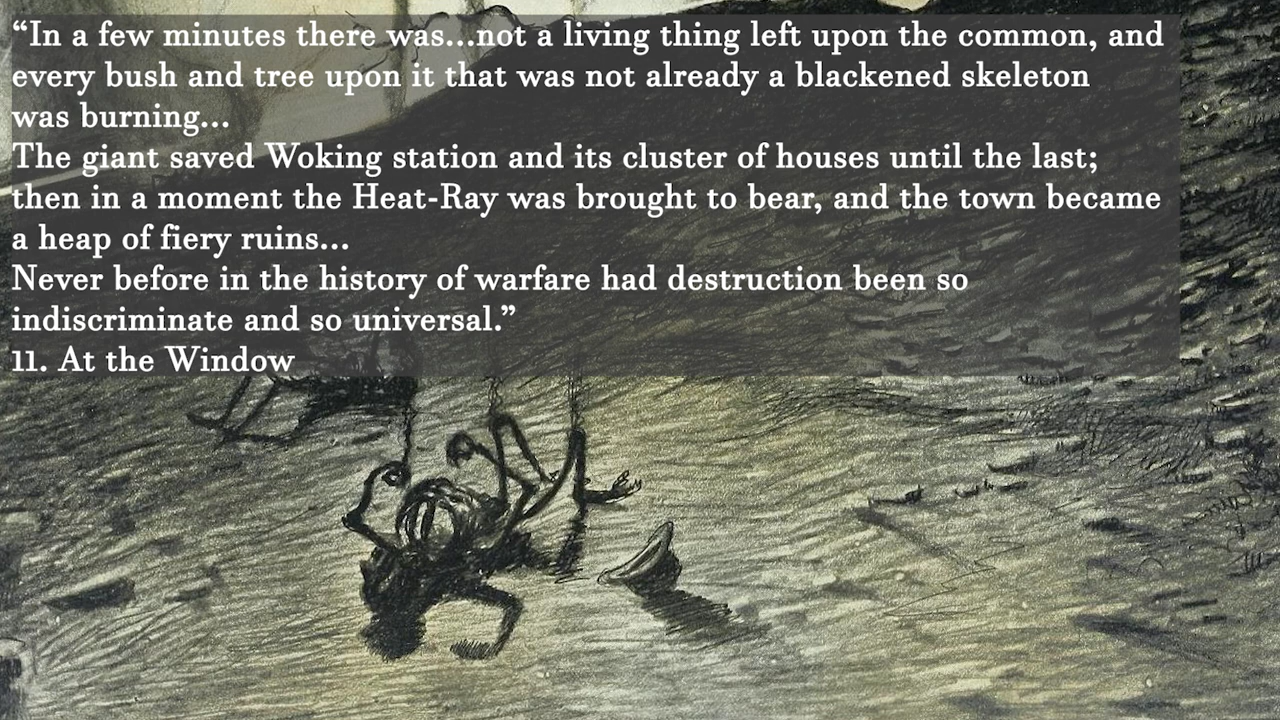 “In a few minutes there was...not a living thing left upon the common, and
every bush and tree upon it that was not already a blackened skeleton
was burning...
The giant saved Woking station and its cluster of houses until the last;
then in a moment the Heat-Ray was brought to bear, and the town became
a heap of fiery ruins...
Never before in the history of warfare had destruction been so
indiscriminate and so universal.”
11. At the Window